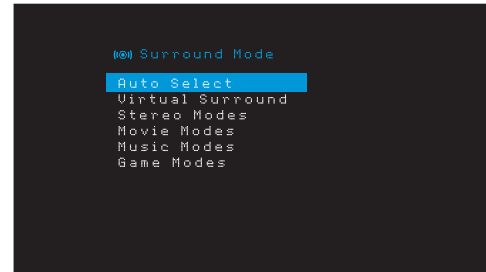 Surround Mode
Auto Select
Virtual Surround
Stereo Modes
Movie Modes
Music Modes
Game Modes